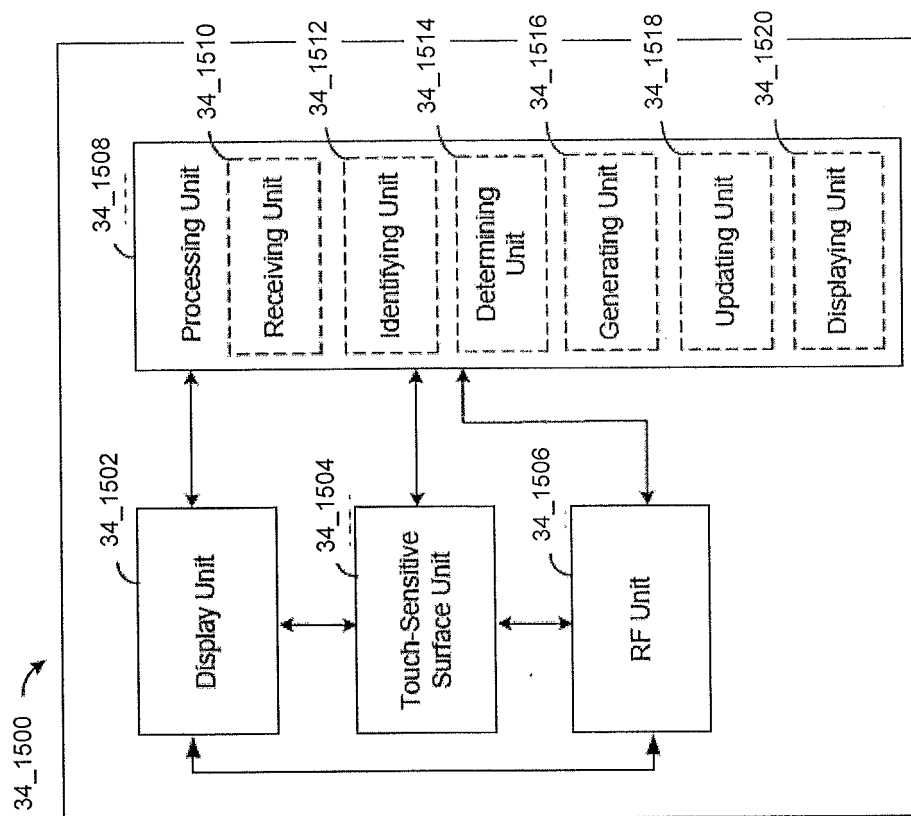 34_1500
34_1502
Display Unit
34_1504
Touch-Sensitive
Surface Unit
34_1506
RF Unit
34_1508
Processing Unit
34_1510
Receiving Unit
34_1512
Identifying Unit
34_1514
Determining
Unit
34_1516
Generating Unit
34_1518
Updating Unit
34_1520
Displaying Unit